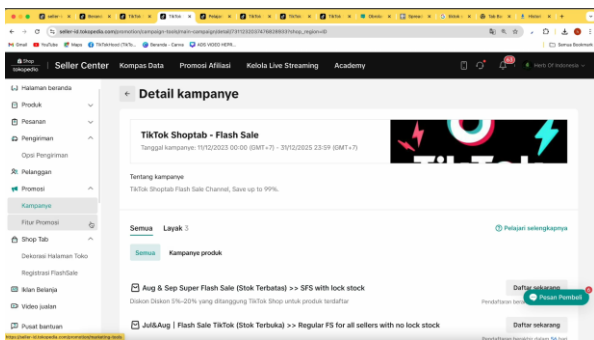 seller-id.tokopedia.com/promotion/campaign-tools/main-campaign/detail/7311232037476828933?shop_region=ID
Gmail YouTube Maps Beranda - Canva
Semua Bookmark
Shop
tokopedia
Seller Center Kompas Data Promosi Afiliasi Kelola Live Streaming Academy
Herb Of Indonesia
Halaman beranda
Produk
Pesanan
Pengiriman
Opsi Pengiriman
Pelanggan
Promosi
Kampanye
Fitur Promosi
Shop Tab
Dekorasi Halaman Toko
Registrasi FlashSale
Iklan Belanja
Video jualan
Pusat bantuan
Detail kampanye
TikTok Shoptab - Flash Sale
Tanggal kampanye: 11/12/2023 00:00 (GMT+7) - 31/12/2025 23:59 (GMT+7)
Tentang kampanye
TikTok Shoptab Flash Sale Channel, Save up to 99%.
Semua Layak 3
Pelajari selengkapnya
Semua Kampanye produk
Aug & Sep Super Flash Sale (Stok Terbatas) >> SFS with lock stock
Daftar sekarang
Diskon Diskon 5%-20% yang ditanggung TikTok Shop untuk produk terdaftar
Pesan Pembeli
Jul&Aug | Flash Sale TikTok (Stok Terbuka) >> Regular FS for all sellers with no lock stock
Daftar sekarang